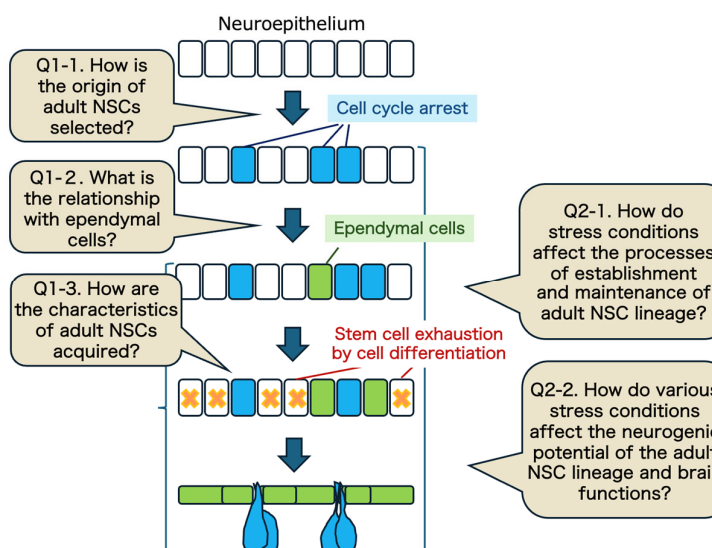 Neuroepithelium
Q1-1. How is
the origin of
adult NSCs
selected?
Cell cycle arrest
Q1-2. What is
the relationship
with ependymal
cells?
Ependymal cells
Q2-1. How do
stress conditions
affect the processes
of establishment
and maintenance of
adult NSC lineage?
Q1-3. How are
the characteristics
of adult NSCs
acquired?
Stem cell exhaustion
by cell differentiation
Q2-2. How do various
stress conditions
affect the neurogenic
potential of the adult
NSC lineage and brain
functions?